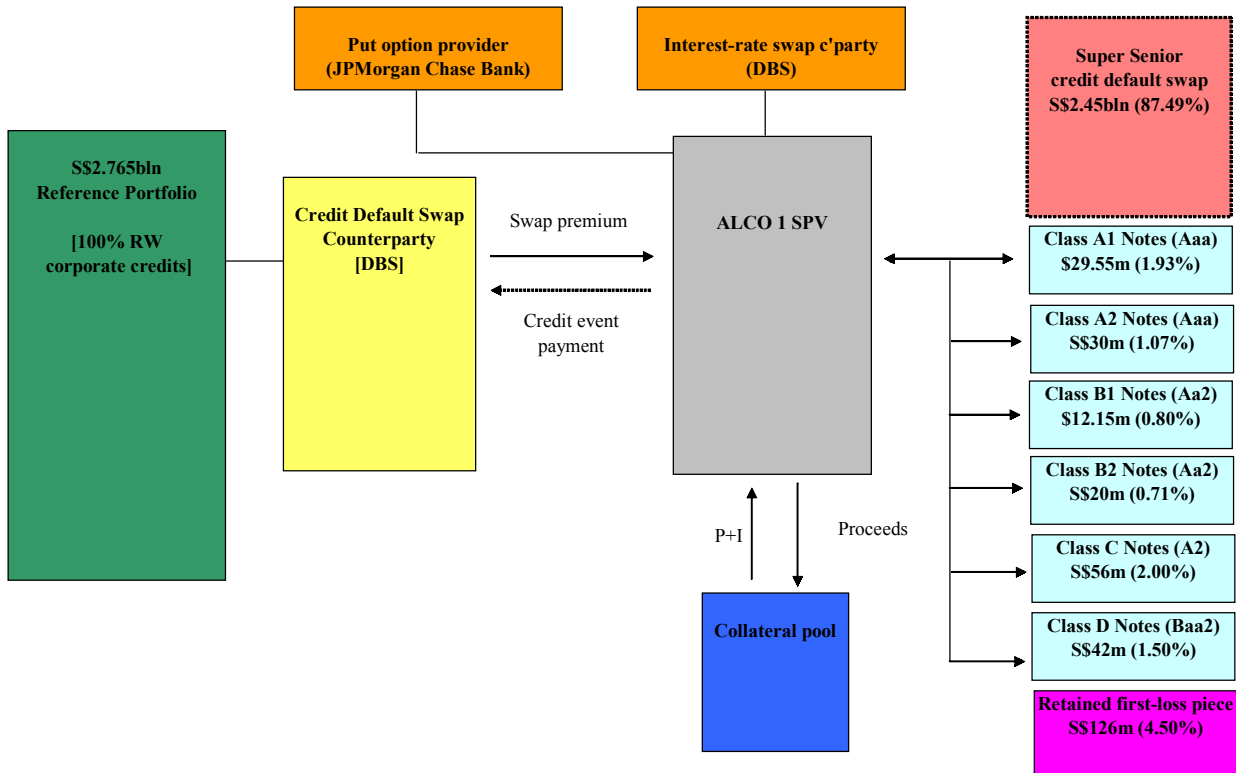 Put option provider
(JPMorgan Chase Bank)
Interest-rate swap c'party
(DBS)
Super Senior
credit default swap
S$2.45bln (87.49%)
S$2.765bln
Reference Portfolio
[100% RW
corporate credits]
Credit Default Swap
Counterparty
[DBS]
Swap premium
Credit event
payment
ALCO 1 SPV
Class A1 Notes (Aaa)
$29.55m (1.93%)
Class A2 Notes (Aaa)
S$30m (1.07%)
Class B1 Notes (Aa2)
$12.15m (0.80%)
Class B2 Notes (Aa2)
S$20m (0.71%)
Class C Notes (A2)
S$56m (2.00%)
Class D Notes (Baa2)
S$42m (1.50%)
Retained first-loss piece
S$126m (4.50%)
P+I
Proceeds
Collateral pool